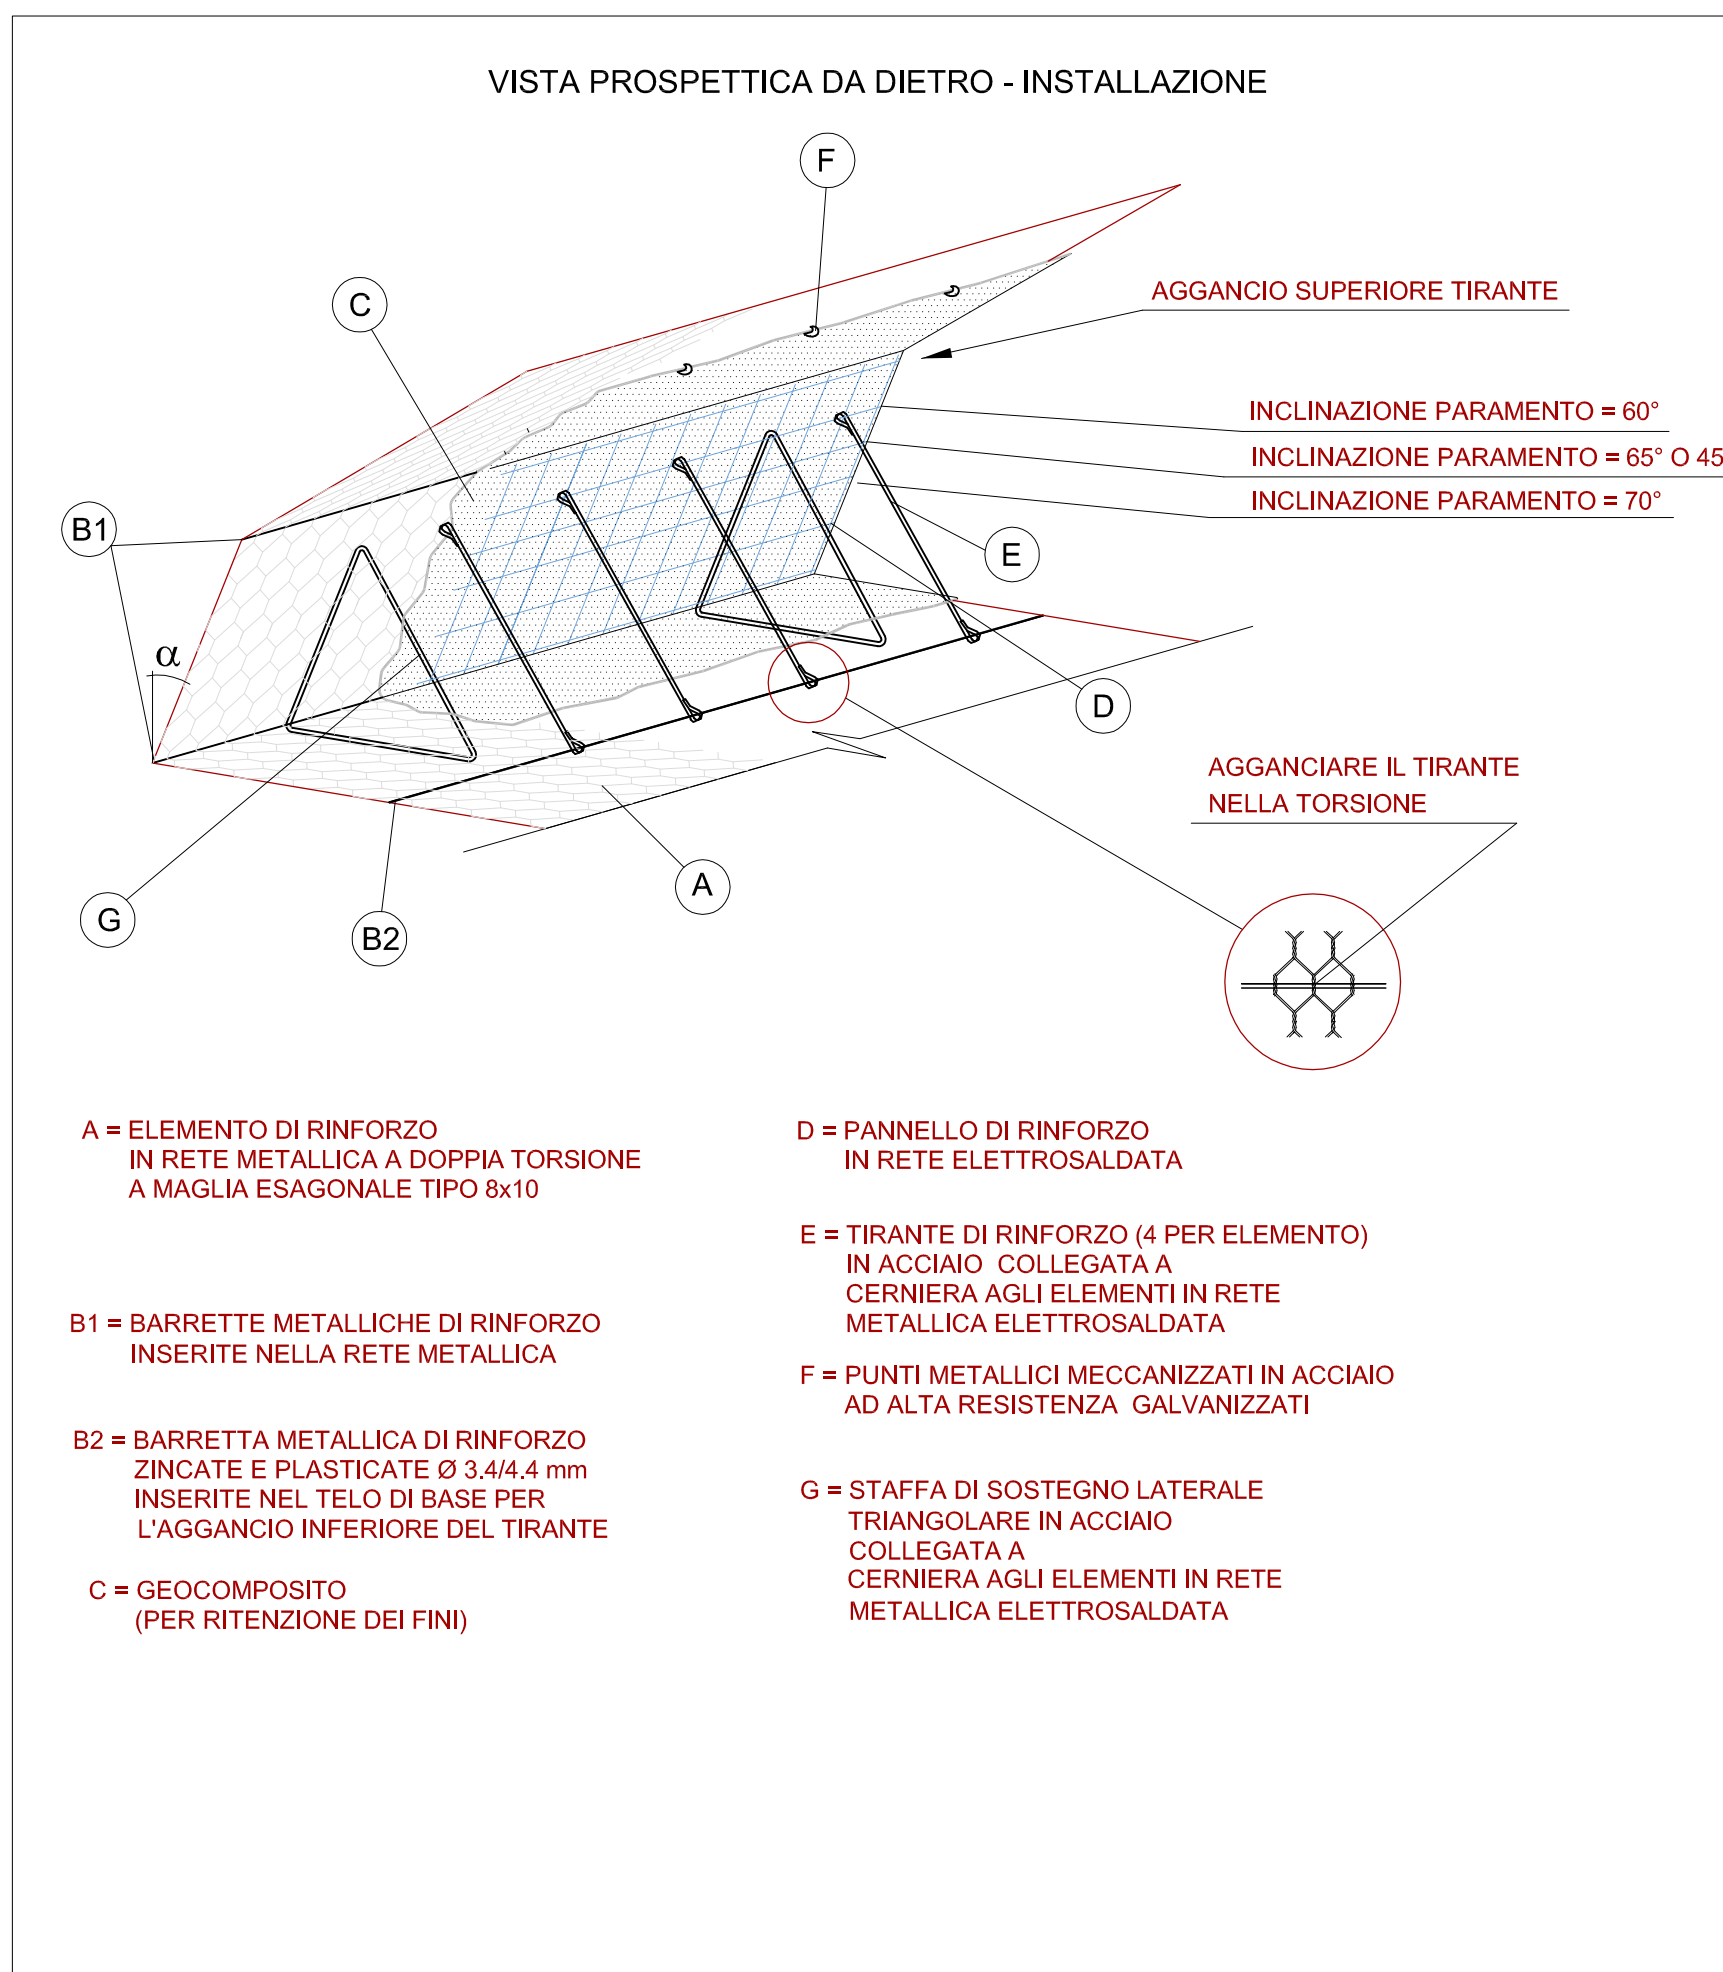 VISTA PROSPETTICA DA DIETRO - INSTALLAZIONE
F
C
AGGANCIO SUPERIORE TIRANTE
INCLINAZIONE PARAMENTO = 60°
INCLINAZIONE PARAMENTO = 65° O 45
INCLINAZIONE PARAMENTO = 70°
B1
E
α
D
AGGANCIARE IL TIRANTE
NELLA TORSIONE
A
G
B2
A = ELEMENTO DI RINFORZO
IN RETE METALLICA A DOPPIA TORSIONE
A MAGLIA ESAGONALE TIPO 8x10
B1 = BARRETTE METALLICHE DI RINFORZO
INSERITE NELLA RETE METALLICA
B2 = BARRETTA METALLICA DI RINFORZO
ZINCATE E PLASTICATE Ø 3.4/4.4 mm
INSERITE NEL TELO DI BASE PER
L'AGGANCIO INFERIORE DEL TIRANTE
C = GEOCOMPOSITO
(PER RITENZIONE DEI FINI)
D = PANNELLO DI RINFORZO
IN RETE ELETTROSALDATA
E = TIRANTE DI RINFORZO (4 PER ELEMENTO)
IN ACCIAIO COLLEGATA A
CERNIERA AGLI ELEMENTI IN RETE
METALLICA ELETTROSALDATA
F = PUNTI METALLICI MECCANIZZATI IN ACCIAIO
AD ALTA RESISTENZA GALVANIZZATI
G = STAFFA DI SOSTEGNO LATERALE
TRIANGOLARE IN ACCIAIO
COLLEGATA A
CERNIERA AGLI ELEMENTI IN RETE
METALLICA ELETTROSALDATA